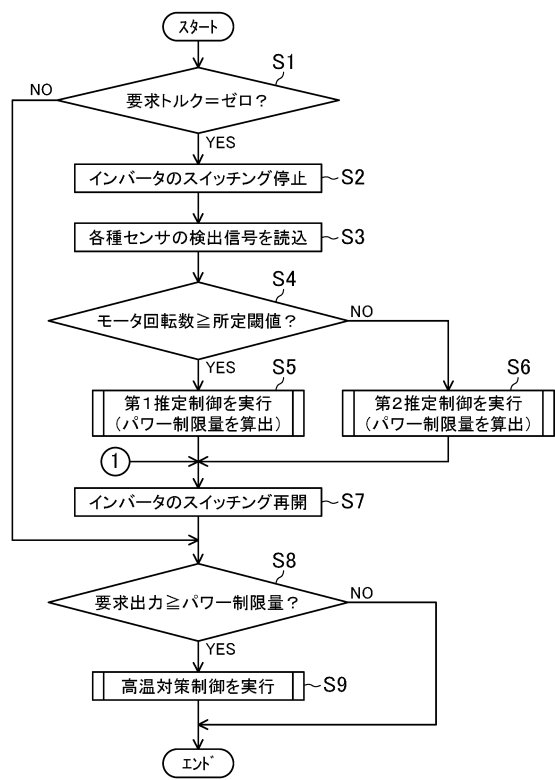 スタート
S1
NO
要求トルク=ゼロ?
YES
インバータのスイッチング停止
S2
各種センサの検出信号を読込
S3
S4
モータ回転数≧所定閾値?
NO
YES
S5
S6
第1推定制御を実行
(パワー制限量を算出)
第2推定制御を実行
(パワー制限量を算出)
1
インバータのスイッチング再開
S7
S8
要求出力≧パワー制限量?
NO
YES
高温対策制御を実行
S9
エンド